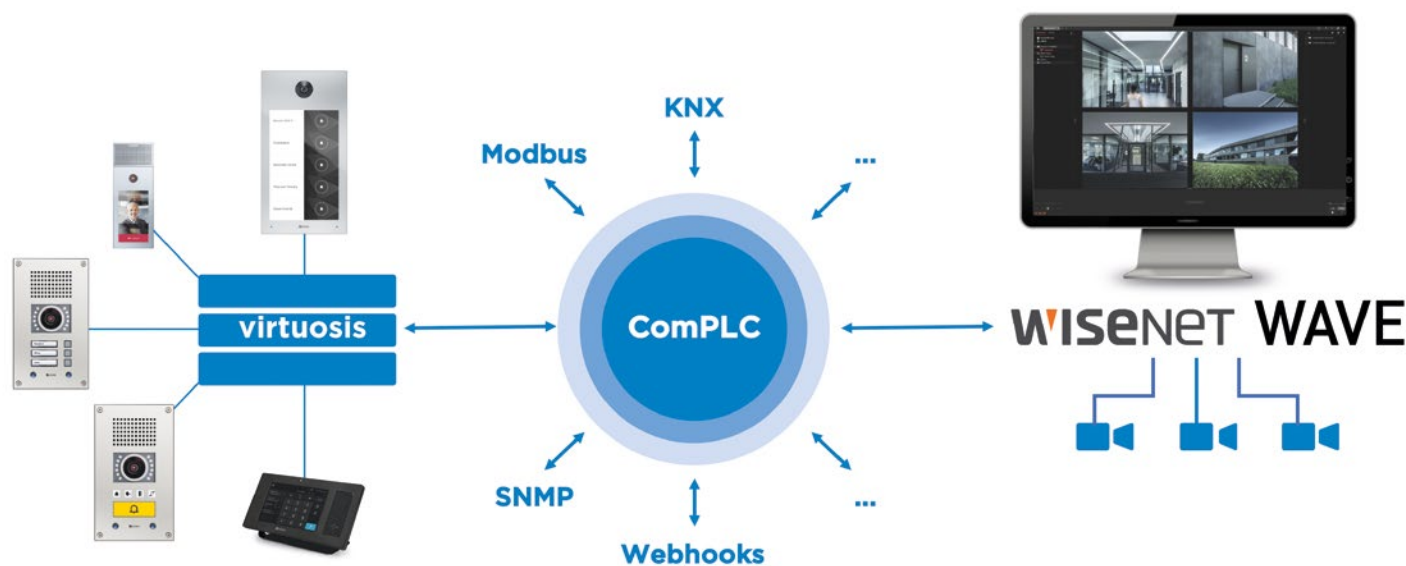 KNX
Modbus
...
virtuosis
ComPLC
WISENET WAVE
SNMP
...
Webhooks